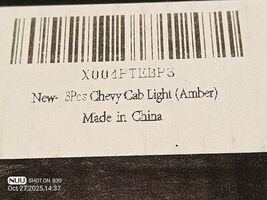 X004PTEBP3
New- 3Pcs Chevy Cab Light (Amber)
Made in China
NUU SHOT ON B30
Oct 27,2025,14:37